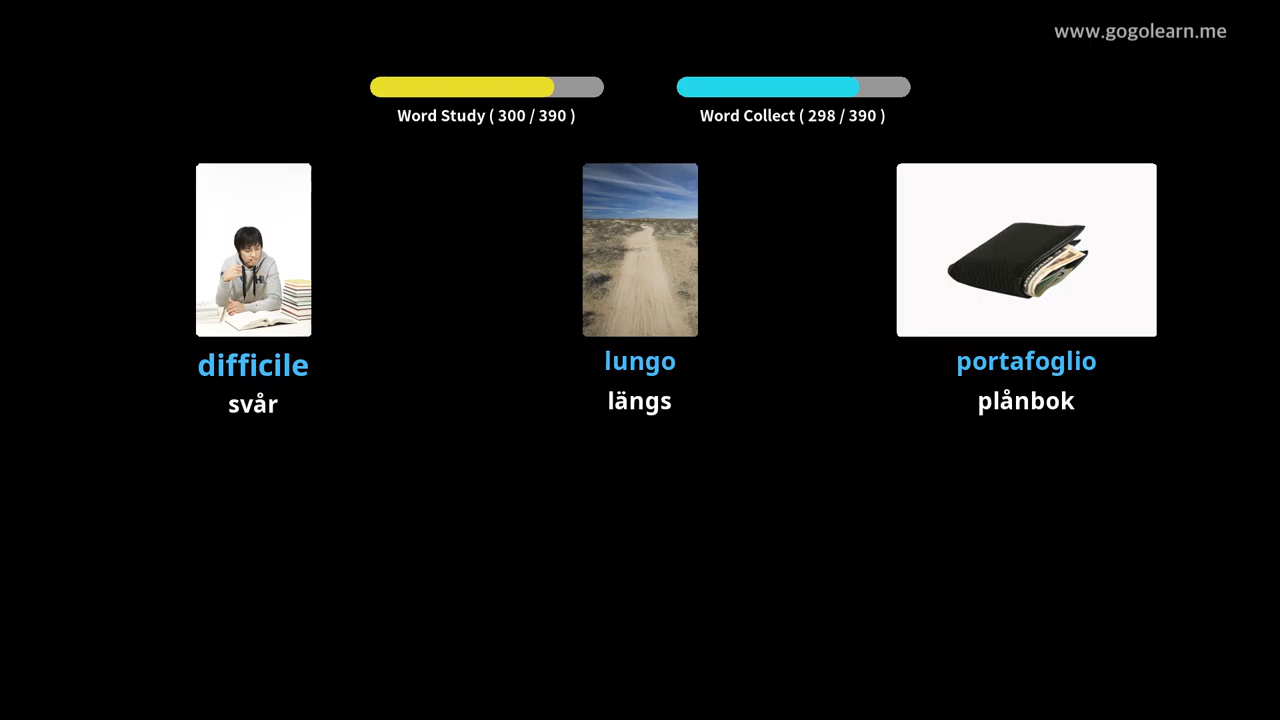 www.gogolearn.me
Word Study ( 300 / 390 )
Word Collect ( 298 / 390 )
difficile
svår
lungo
längs
portafoglio
plånbok